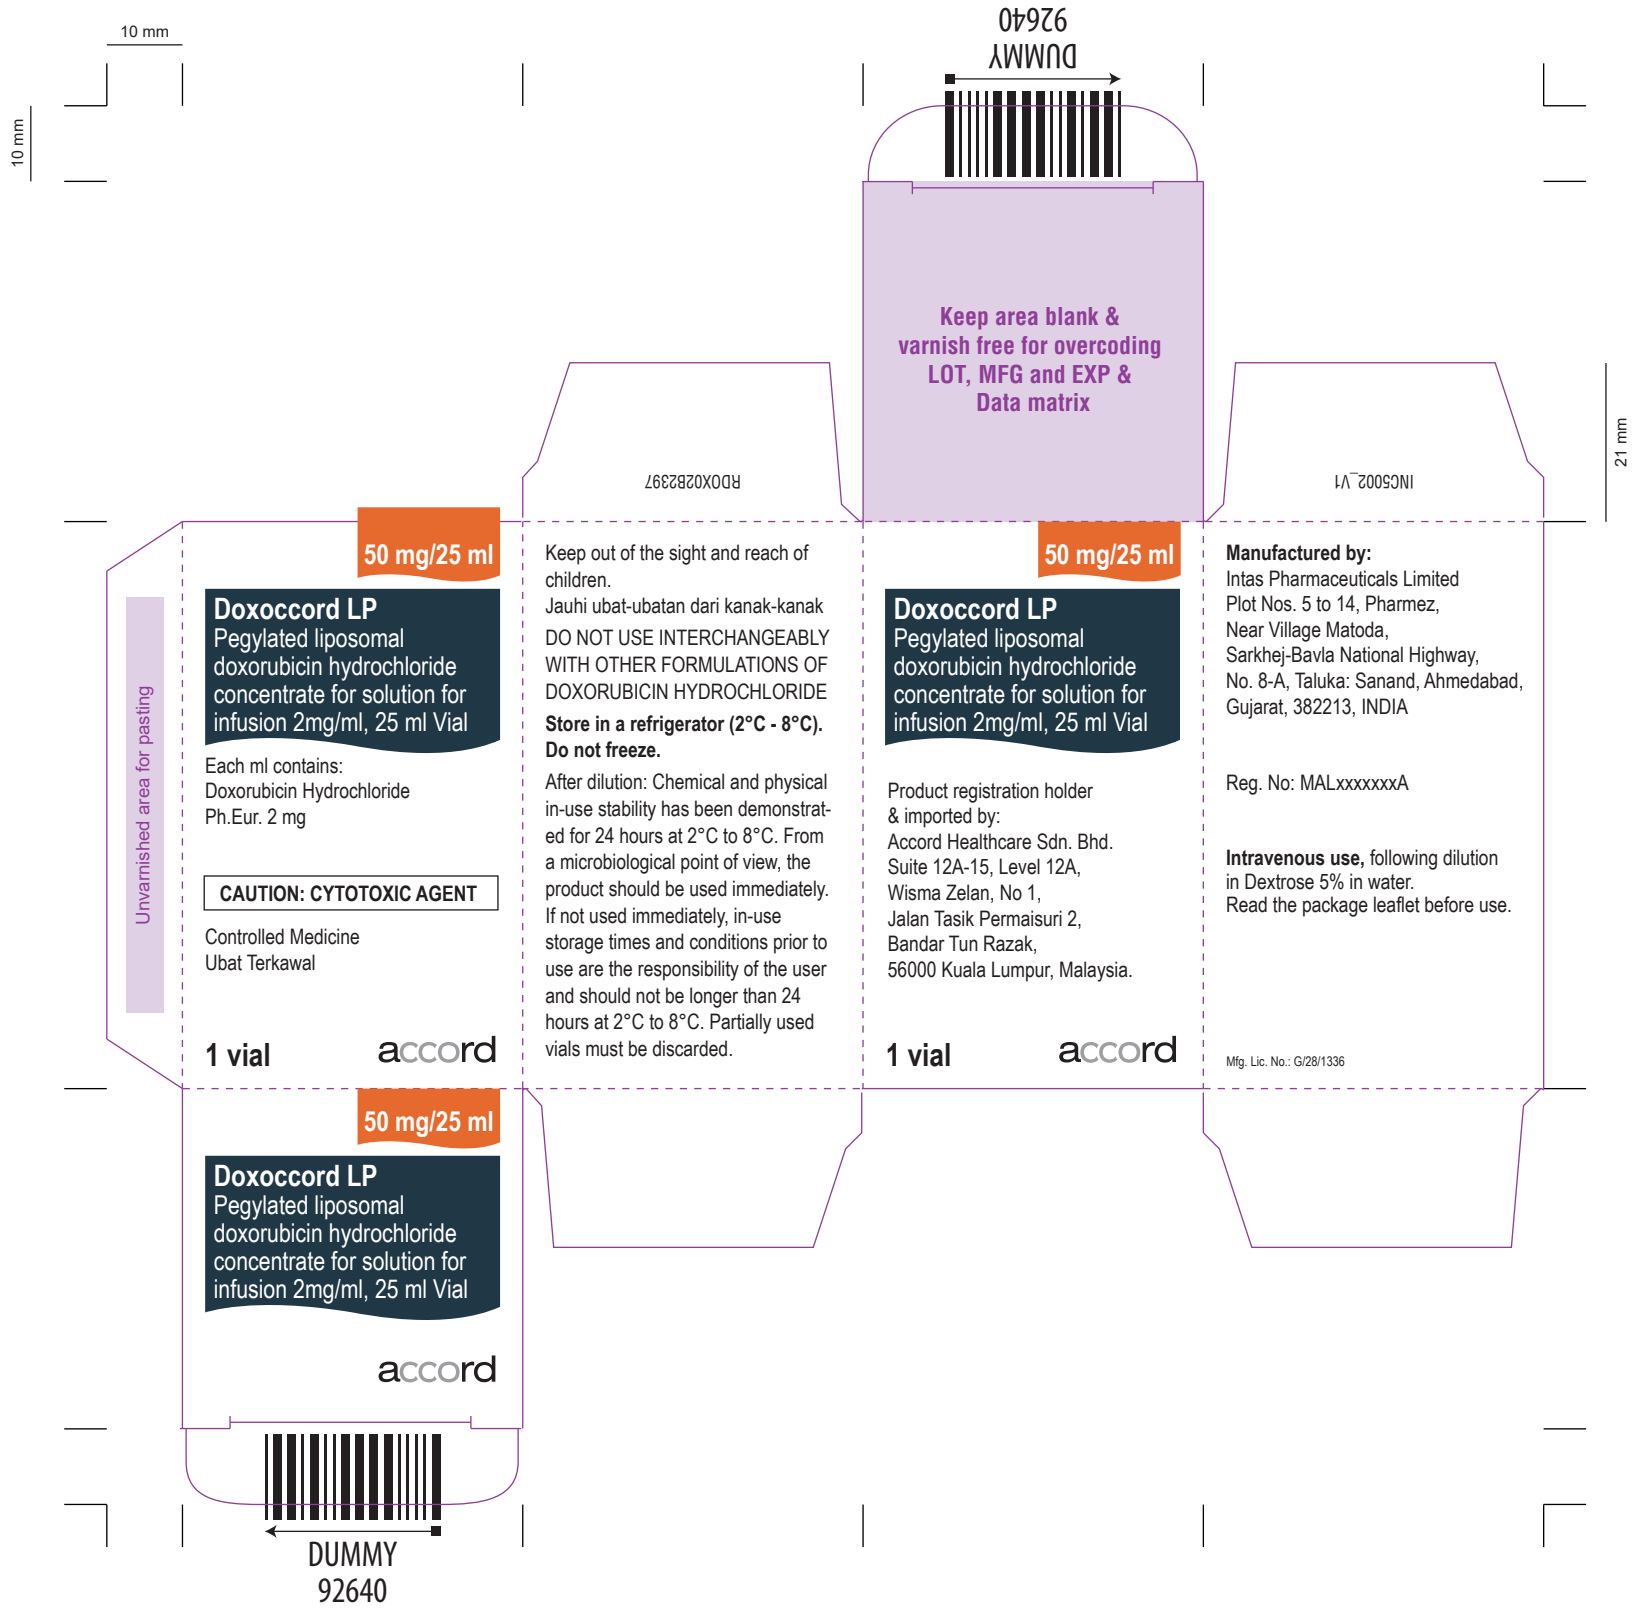 10 mm
10 mm
DUMMY
92640
Keep area blank &
varnish free for overcoding
LOT, MFG and EXP &
Data matrix
21 mm
RDOX02B2397
INC5002_V1
Unvarnished area for pasting
50 mg/25 ml
Doxoccord LP
Pegylated liposomal
doxorubicin hydrochloride
concentrate for solution for
infusion 2mg/ml, 25 ml Vial
Each ml contains:
Doxorubicin Hydrochloride
Ph.Eur. 2 mg
CAUTION: CYTOTOXIC AGENT
Controlled Medicine
Ubat Terkawal
1 vial
accord
Keep out of the sight and reach of
children.
Jauhi ubat-ubatan dari kanak-kanak
DO NOT USE INTERCHANGEABLY
WITH OTHER FORMULATIONS OF
DOXORUBICIN HYDROCHLORIDE
Store in a refrigerator (2°C - 8°C).
Do not freeze.
After dilution: Chemical and physical
in-use stability has been demonstrat-
ed for 24 hours at 2°C to 8°C. From
a microbiological point of view, the
product should be used immediately.
If not used immediately, in-use
storage times and conditions prior to
use are the responsibility of the user
and should not be longer than 24
hours at 2°C to 8°C. Partially used
vials must be discarded.
50 mg/25 ml
Doxoccord LP
Pegylated liposomal
doxorubicin hydrochloride
concentrate for solution for
infusion 2mg/ml, 25 ml Vial
Product registration holder
& imported by:
Accord Healthcare Sdn. Bhd.
Suite 12A-15, Level 12A,
Wisma Zelan, No 1,
Jalan Tasik Permaisuri 2,
Bandar Tun Razak,
56000 Kuala Lumpur, Malaysia.
1 vial
accord
Manufactured by:
Intas Pharmaceuticals Limited
Plot Nos. 5 to 14, Pharmez,
Near Village Matoda,
Sarkhej-Bavla National Highway,
No. 8-A, Taluka: Sanand, Ahmedabad,
Gujarat, 382213, INDIA
Reg. No: MALxxxxxxxA
Intravenous use, following dilution
in Dextrose 5% in water.
Read the package leaflet before use.
Mfg. Lic. No.: G/28/1336
50 mg/25 ml
Doxoccord LP
Pegylated liposomal
doxorubicin hydrochloride
concentrate for solution for
infusion 2mg/ml, 25 ml Vial
accord
DUMMY
92640